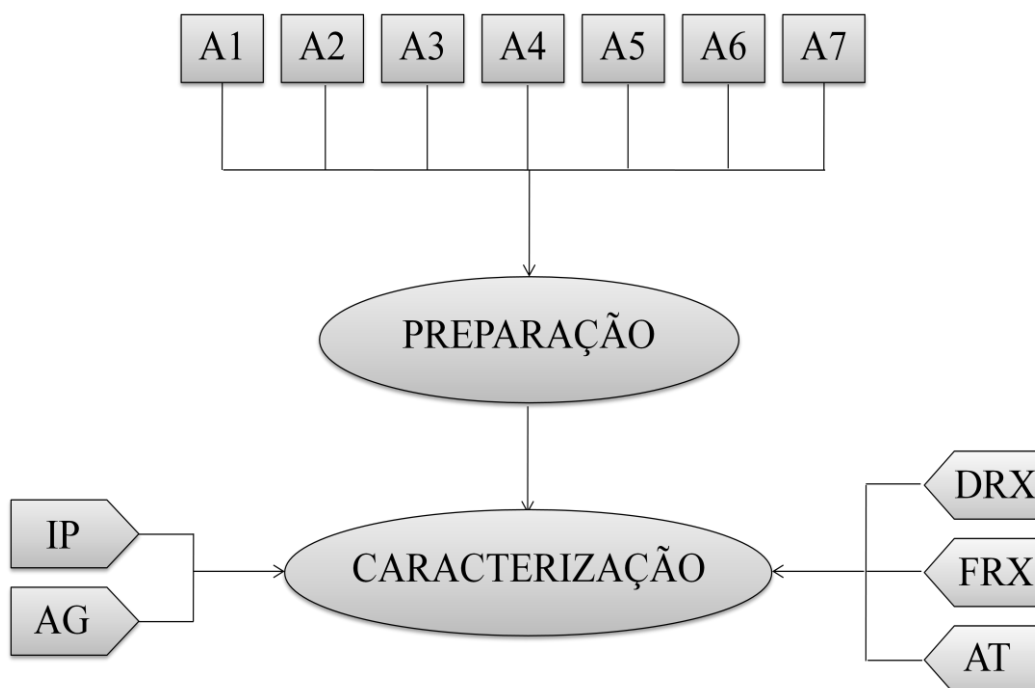 A1 A2 A3 A4 A5 A6 A7
PREPARAÇÃO
IP
AG
CARACTERIZAÇÃO
DRX
FRX
AT